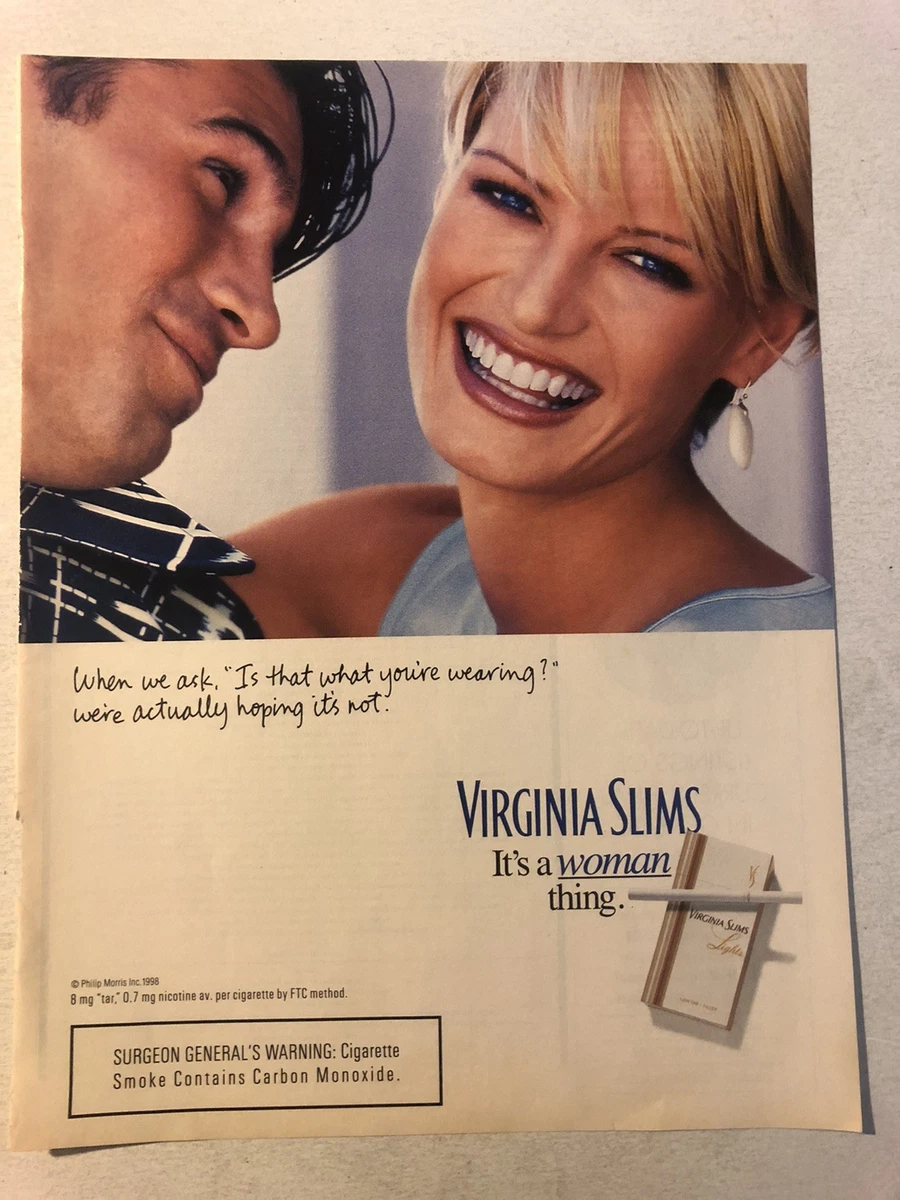 When we ask, "Is that what you're wearing?"
we're actually hoping it's not.
VIRGINIA SLIMS
It's a woman
thing.
VS
VIRGINIA SLIMS
Lights
© Philip Morris Inc. 1998
8 mg "tar," 0.7 mg nicotine av. per cigarette by FTC method.
SURGEON GENERAL'S WARNING: Cigarette
Smoke Contains Carbon Monoxide.